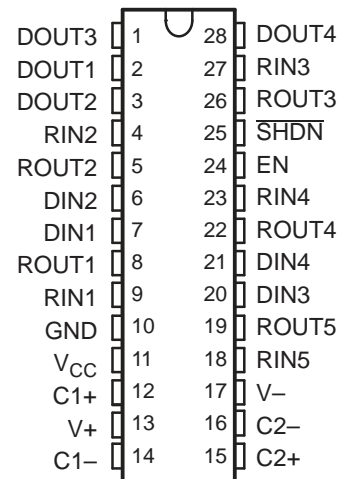 DOUT3 1 28 DOUT4
DOUT1 2 27 RIN3
DOUT2 3 26 ROUT3
RIN2 4 25 SHDN
ROUT2 5 24 EN
DIN2 6 23 RIN4
DIN1 7 22 ROUT4
ROUT1 8 21 DIN4
RIN1 9 20 DIN3
GND 10 19 ROUT5
VCC 11 18 RIN5
C1+ 12 17 V−
V+ 13 16 C2−
C1− 14 15 C2+